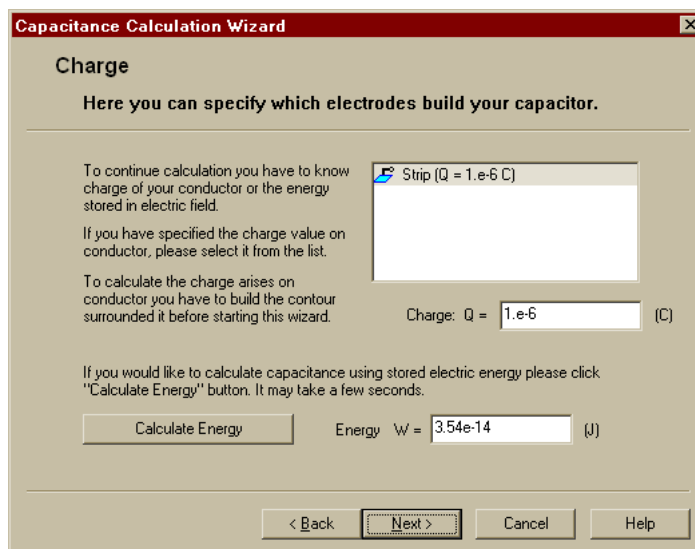 Capacitance Calculation Wizard
Charge
Here you can specify which electrodes build your capacitor.
To continue calculation you have to know
charge of your conductor or the energy
stored in electric field.
If you have specified the charge value on
conductor, please select it from the list.
To calculate the charge arises on
conductor you have to build the contour
surrounded it before starting this wizard.
Strip (Q = 1.e-6 C)
Charge: Q = 1.e-6 (C)
If you would like to calculate capacitance using stored electric energy please click
"Calculate Energy" button. It may take a few seconds.
Calculate Energy Energy W = 3.54e-14 (J)
< Back Next > Cancel Help